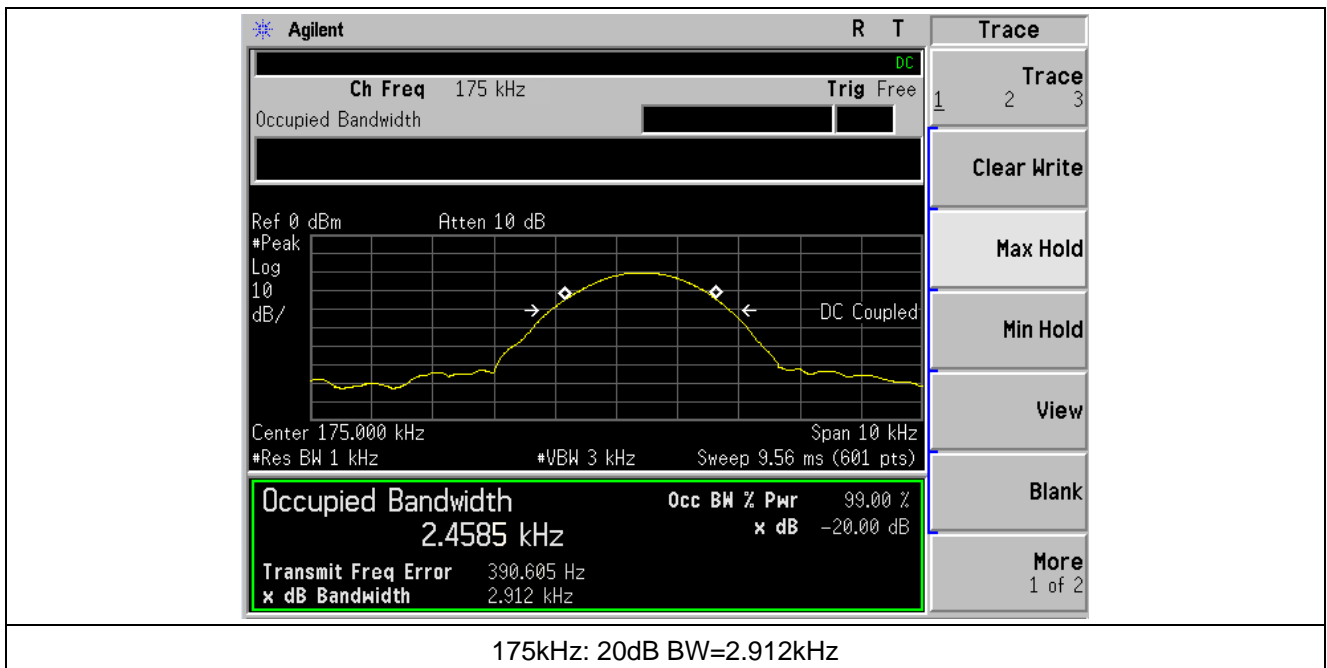 Agilent R T Trace
DC
Ch Freq 175 kHz Trig Free
Occupied Bandwidth
Trace
1 2 3
Clear Write
Max Hold
Min Hold
View
Blank
More
1 of 2
Ref 0 dBm Atten 10 dB
#Peak
Log
10
dB/
DC Coupled
Center 175.000 kHz Span 10 kHz
#Res BW 1 kHz #VBW 3 kHz Sweep 9.56 ms (601 pts)
Occupied Bandwidth Occ BW % Pwr 99.00 %
2.4585 kHz x dB -20.00 dB
Transmit Freq Error 390.605 Hz
x dB Bandwidth 2.912 kHz
175kHz: 20dB BW=2.912kHz